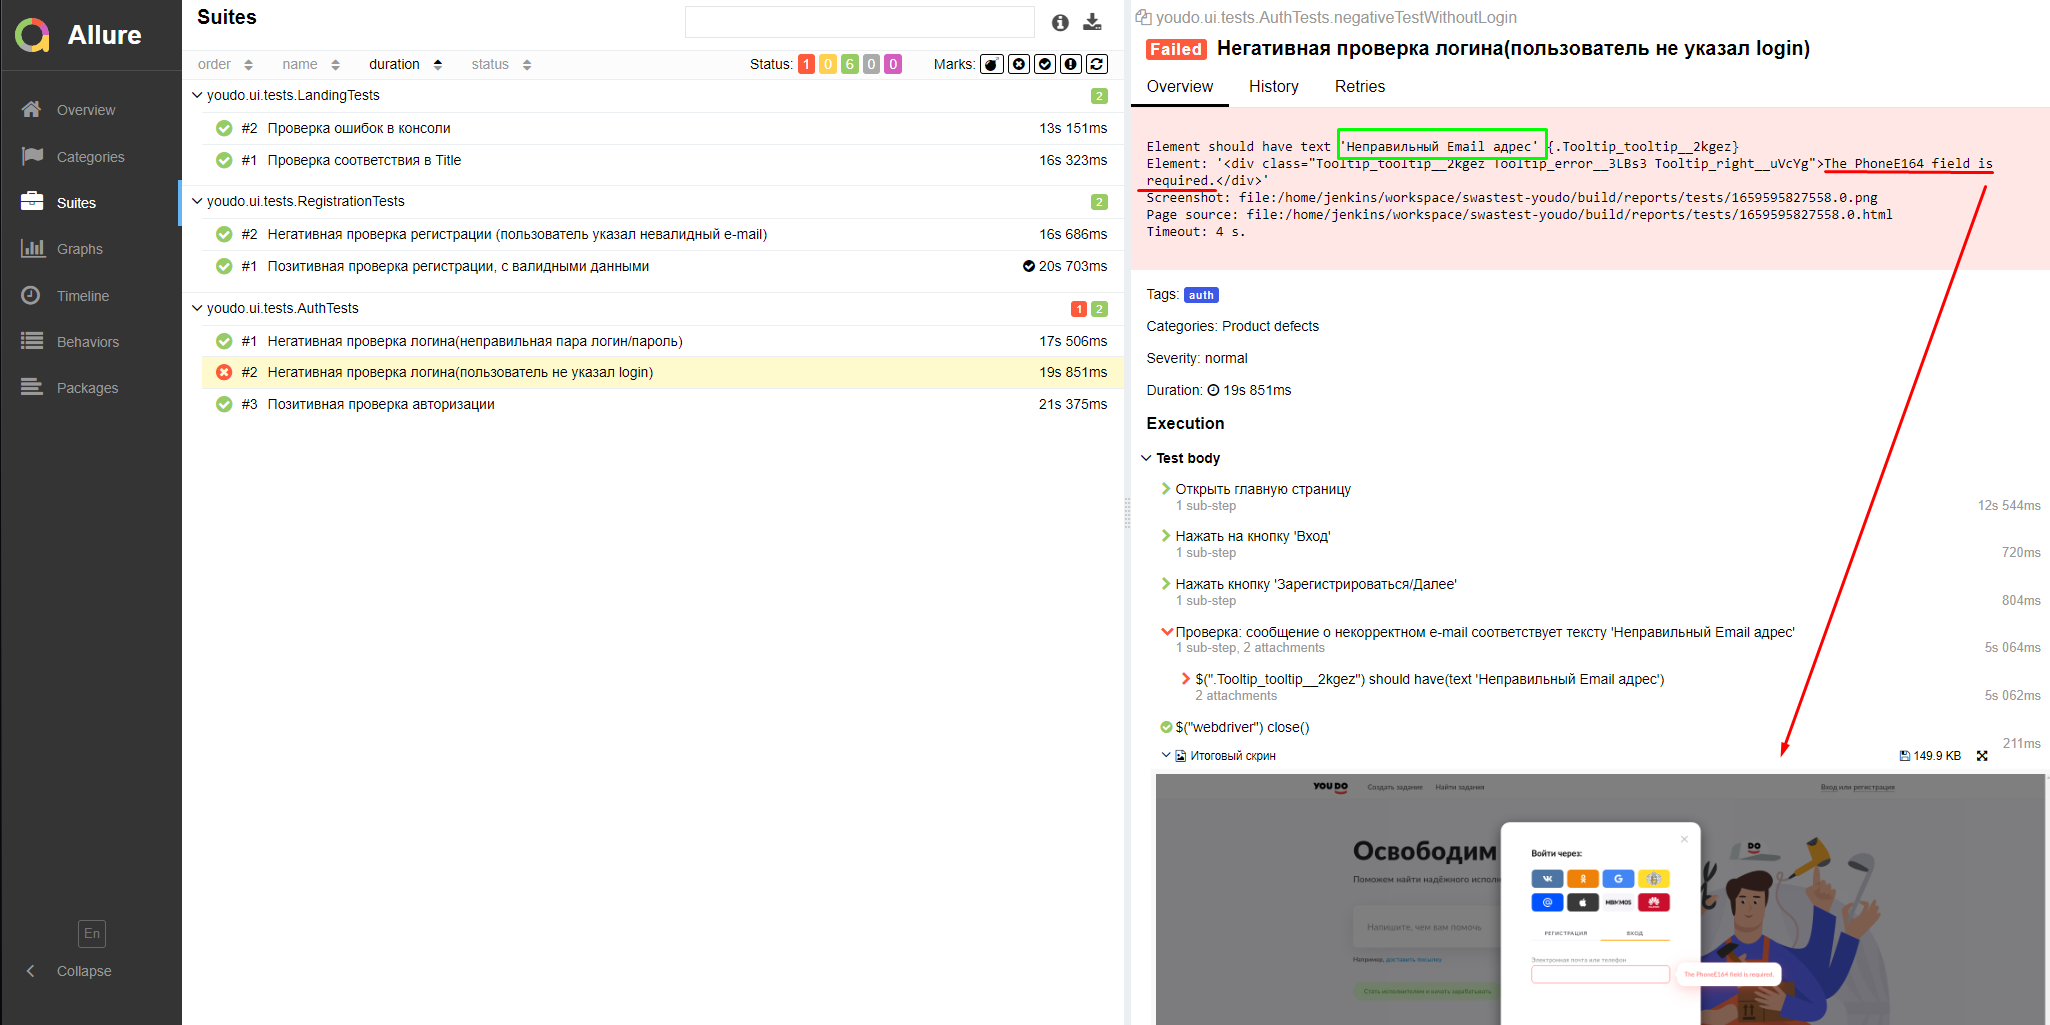 Allure
Overview
Categories
Suites
Graphs
Timeline
Behaviors
Packages
En
Collapse
Suites
order name duration status
Status: 1 0 6 0 0 Marks:
youdo.ui.tests.LandingTests 2
#2 Проверка ошибок в консоли 13s 151ms
#1 Проверка соответствия в Title 16s 323ms
youdo.ui.tests.RegistrationTests 2
#2 Негативная проверка регистрации (пользователь указал невалидный e-mail) 16s 686ms
#1 Позитивная проверка регистрации, с валидными данными 20s 703ms
youdo.ui.tests.AuthTests 1 2
#1 Негативная проверка логина(неправильная пара логин/пароль) 17s 506ms
#2 Негативная проверка логина(пользователь не указал login) 19s 851ms
#3 Позитивная проверка авторизации 21s 375ms
youdo.ui.tests.AuthTests.negativeTestWithoutLogin
Failed Негативная проверка логина(пользователь не указал login)
Overview History Retries
Element should have text 'Неправильный Email адрес' {.Tooltip_tooltip__2kgez}
Element: '<div class="Tooltip_tooltip__2kgez Tooltip_error__3LBs3 Tooltip_right__uVcYg">The PhoneE164 field is
required.</div>'
Screenshot: file:/home/jenkins/workspace/swastest-youdo/build/reports/tests/1659595827558.0.png
Page source: file:/home/jenkins/workspace/swastest-youdo/build/reports/tests/1659595827558.0.html
Timeout: 4 s.
Tags: auth
Categories: Product defects
Severity: normal
Duration: 19s 851ms
Execution
Test body
Открыть главную страницу
1 sub-step 12s 544ms
Нажать на кнопку 'Вход'
1 sub-step 720ms
Нажать кнопку 'Зарегистрироваться/Далее'
1 sub-step 804ms
Проверка: сообщение о некорректном e-mail соответствует тексту 'Неправильный Email адрес'
1 sub-step, 2 attachments 5s 064ms
$(".Tooltip_tooltip__2kgez") should have(text 'Неправильный Email адрес')
2 attachments 5s 062ms
$("webdriver") close()
211ms
Итоговый скрин 149.9 KB
YOU DO Создать задание Найти задания Вход или регистрация
Освободим
Поможем найти надёжного исполн
Напишите, чем вам помочь
Например, доставить посылку
Стать исполнителем и начать зарабатывать
Войти через:
РЕГИСТРАЦИЯ ВХОД
Электронная почта или телефон
The PhoneE164 field is required.
DO